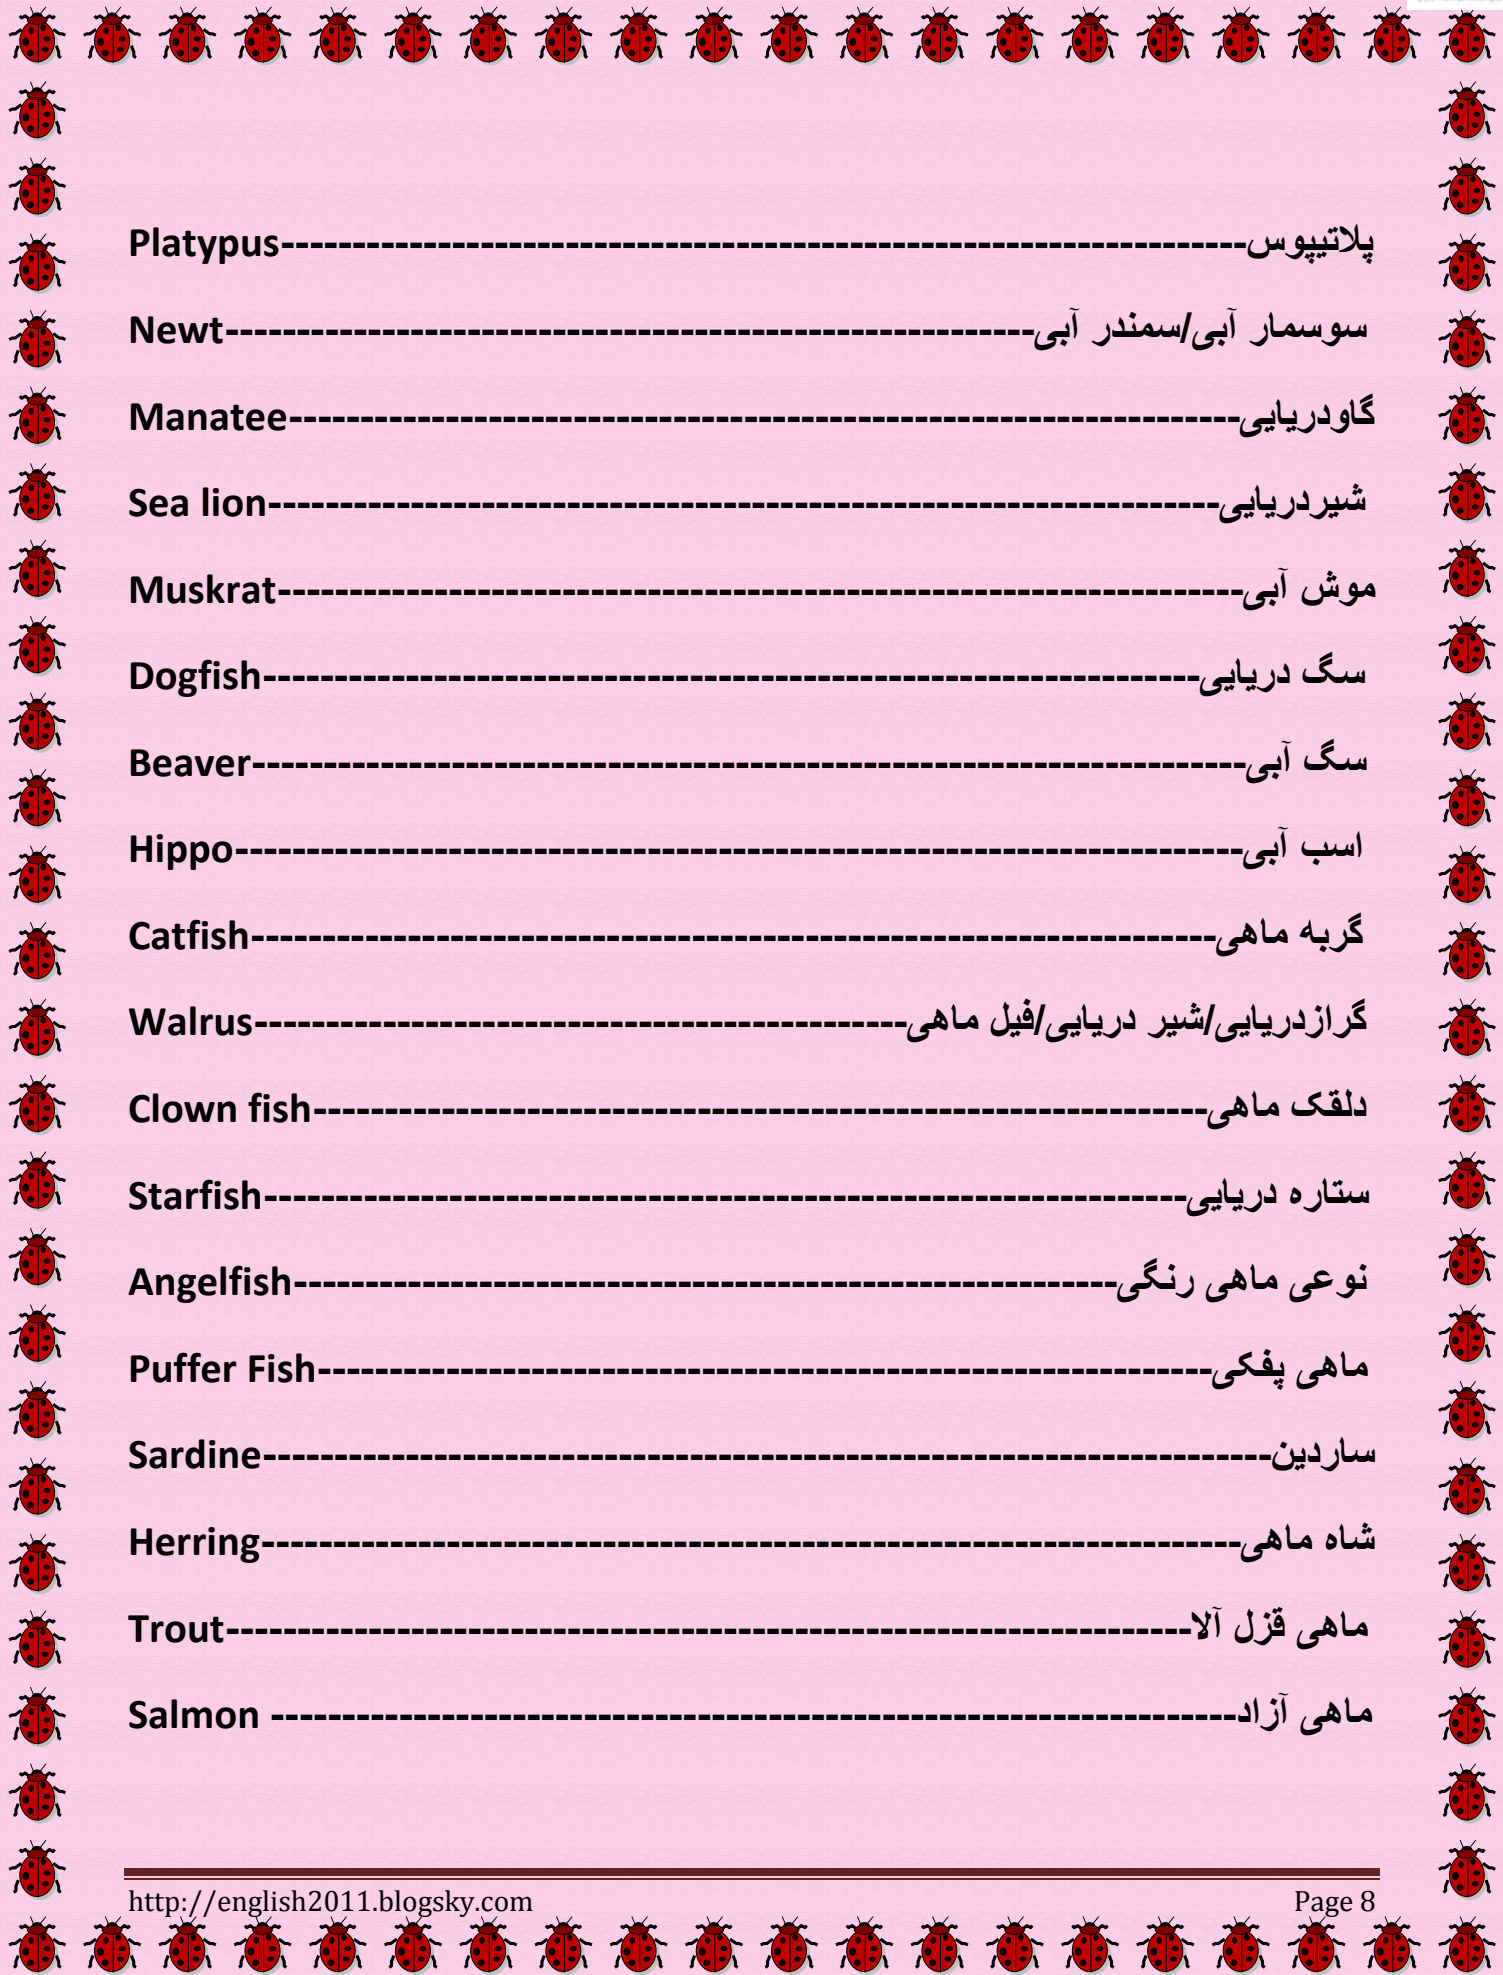 Platypus--------------------------------------------------------------------پلاتیپوس
Newt---------------------------------------------------------سوسمار آبی/سمندر آبی
Manatee-------------------------------------------------------------------گاودریایی
Sea lion-------------------------------------------------------------------شیردریایی
Muskrat--------------------------------------------------------------------موش آبی
Dogfish------------------------------------------------------------------سگ دریایی
Beaver----------------------------------------------------------------------سگ آبی
Hippo-----------------------------------------------------------------------اسب آبی
Catfish--------------------------------------------------------------------گربه ماهی
Walrus----------------------------------------------گرازدریایی/شیر دریایی/فیل ماهی
Clown fish---------------------------------------------------------------دلقک ماهی
Starfish-----------------------------------------------------------------ستاره دریایی
Angelfish----------------------------------------------------------نوعی ماهی رنگی
Puffer Fish---------------------------------------------------------------ماهی پفکی
Sardine-----------------------------------------------------------------------ساردین
Herring---------------------------------------------------------------------شاه ماهی
Trout--------------------------------------------------------------------ماهی قزل آلا
Salmon --------------------------------------------------------------------ماهی آزاد
http://english2011.blogsky.com Page 8